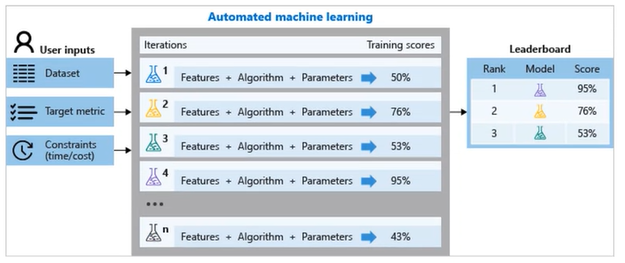 Automated machine learning
User inputs
Dataset
Target metric
Constraints
(time/cost)
Iterations Training scores
1 Features + Algorithm + Parameters 50%
2 Features + Algorithm + Parameters 76%
3 Features + Algorithm + Parameters 53%
4 Features + Algorithm + Parameters 95%
...
n Features + Algorithm + Parameters 43%
Leaderboard
Rank Model Score
1 95%
2 76%
3 53%